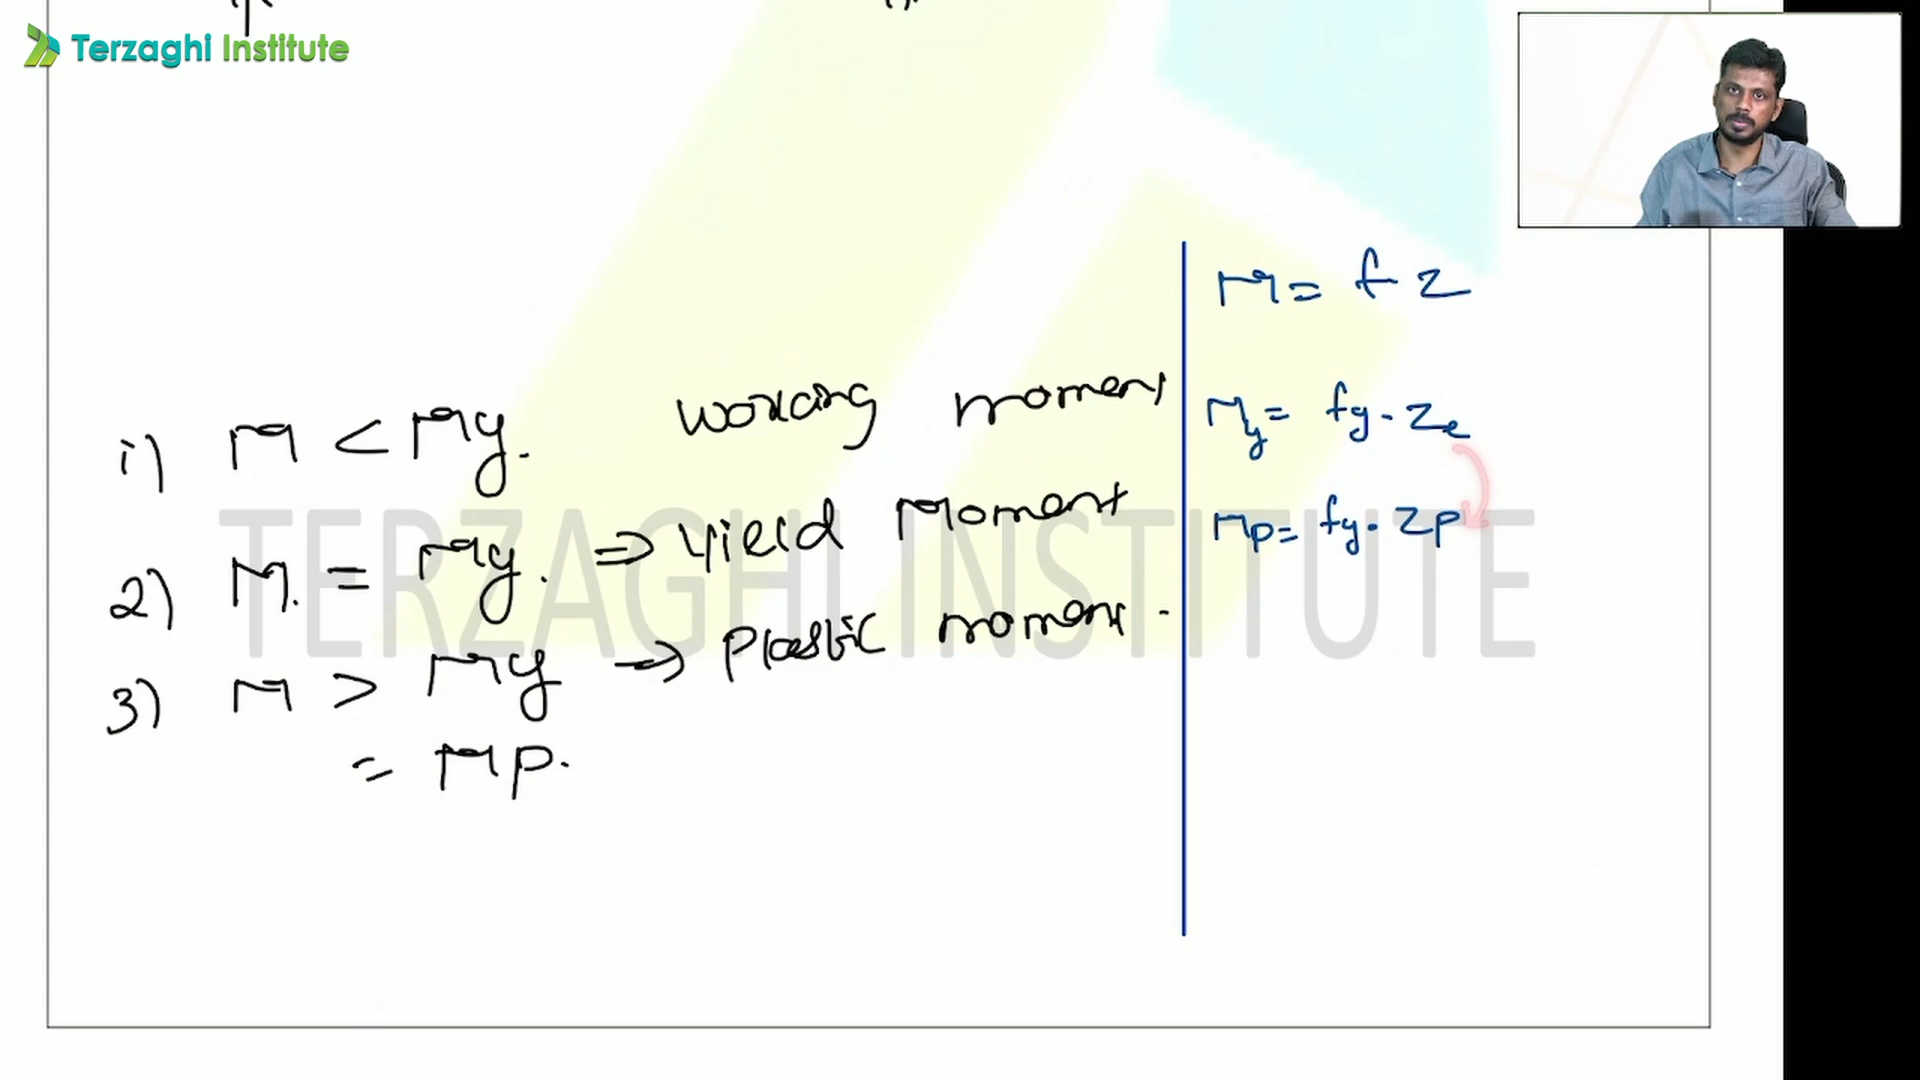 Terzaghi Institute
i) M < My. working moment
2) M. = My. ⇒ Yield Moment
3) M > My → Plastic moment.
= Mp.
M = f Z
My = fy. Ze
Mp = fy. Zp
TERZAGHI INSTITUTE